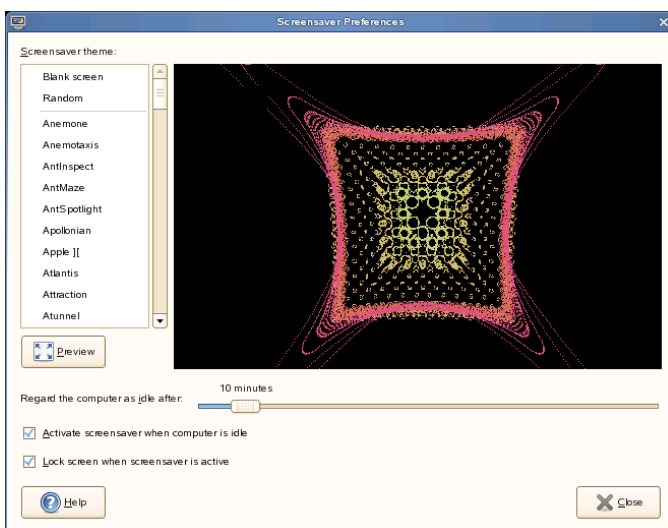 Screensaver Preferences
Screensaver theme:
Blank screen
Random
Anemone
Anemotaxis
AntInspect
AntMaze
AntSpotlight
Apollonian
Apple ][
Atlantis
Attraction
Atunnel
Preview
10 minutes
Regard the computer as idle after:
Activate screensaver when computer is idle
Lock screen when screensaver is active
Help
Close